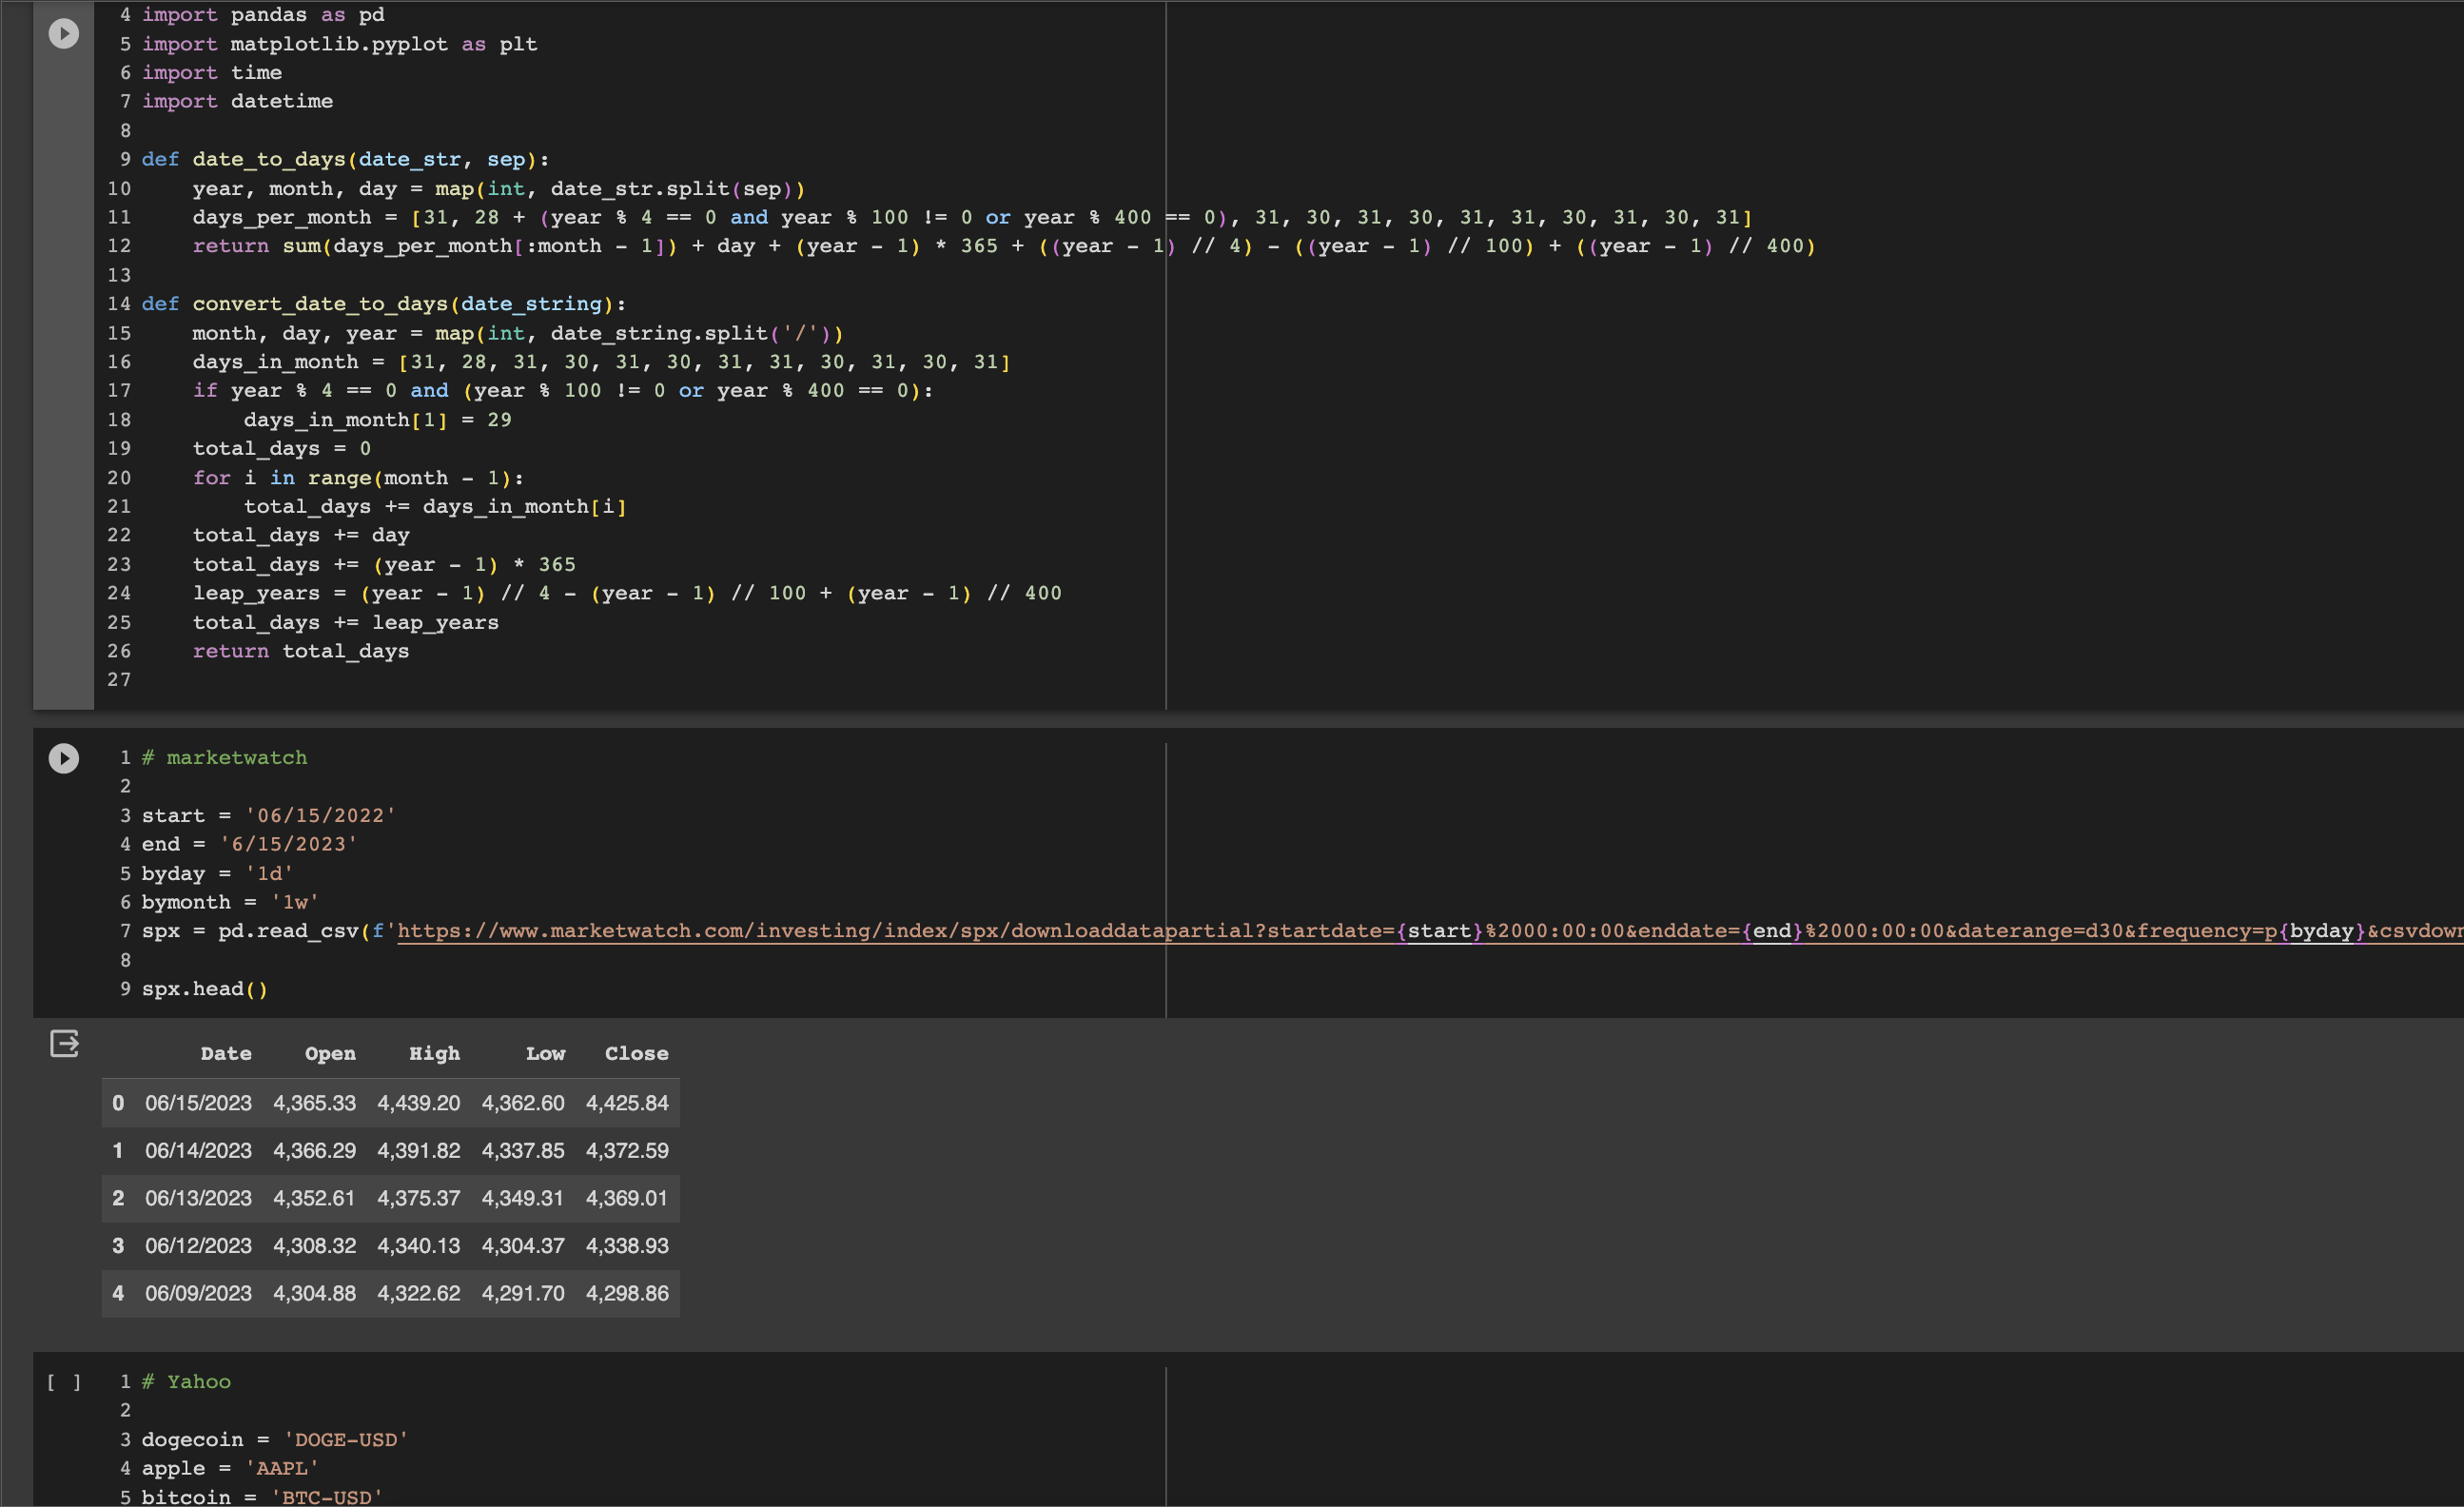 4 import pandas as pd
5 import matplotlib.pyplot as plt
6 import time
7 import datetime
8
9 def date_to_days(date_str, sep):
10     year, month, day = map(int, date_str.split(sep))
11     days_per_month = [31, 28 + (year % 4 == 0 and year % 100 != 0 or year % 400 == 0), 31, 30, 31, 30, 31, 31, 30, 31, 30, 31]
12     return sum(days_per_month[:month - 1]) + day + (year - 1) * 365 + ((year - 1) // 4) - ((year - 1) // 100) + ((year - 1) // 400)
13
14 def convert_date_to_days(date_string):
15     month, day, year = map(int, date_string.split('/'))
16     days_in_month = [31, 28, 31, 30, 31, 30, 31, 31, 30, 31, 30, 31]
17     if year % 4 == 0 and (year % 100 != 0 or year % 400 == 0):
18         days_in_month[1] = 29
19     total_days = 0
20     for i in range(month - 1):
21         total_days += days_in_month[i]
22     total_days += day
23     total_days += (year - 1) * 365
24     leap_years = (year - 1) // 4 - (year - 1) // 100 + (year - 1) // 400
25     total_days += leap_years
26     return total_days
27
1 # marketwatch
2
3 start = '06/15/2022'
4 end = '6/15/2023'
5 byday = '1d'
6 bymonth = '1w'
7 spx = pd.read_csv(f'https://www.marketwatch.com/investing/index/spx/downloaddatapartial?startdate={start}%2000:00:00&enddate={end}%2000:00:00&daterange=d30&frequency=p{byday}&csvdow
8
9 spx.head()
Date Open High Low Close
0 06/15/2023 4,365.33 4,439.20 4,362.60 4,425.84
1 06/14/2023 4,366.29 4,391.82 4,337.85 4,372.59
2 06/13/2023 4,352.61 4,375.37 4,349.31 4,369.01
3 06/12/2023 4,308.32 4,340.13 4,304.37 4,338.93
4 06/09/2023 4,304.88 4,322.62 4,291.70 4,298.86
[ ] 1 # Yahoo
2
3 dogecoin = 'DOGE-USD'
4 apple = 'AAPL'
5 bitcoin = 'BTC-USD'